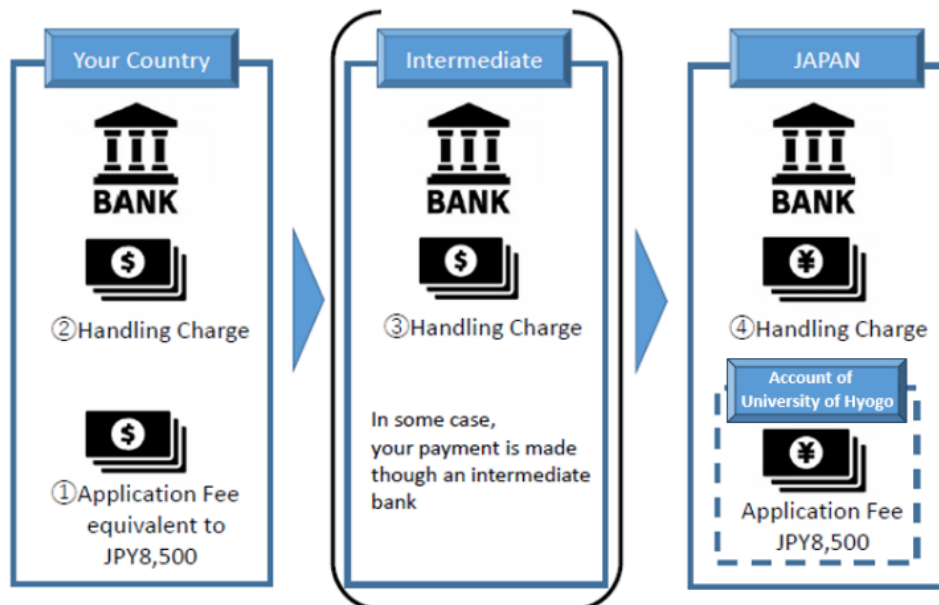 Your Country
BANK
$
②Handling Charge
$
①Application Fee
equivalent to
JPY8,500
Intermediate
BANK
$
③Handling Charge
In some case,
your payment is made
though an intermediate
bank
JAPAN
BANK
¥
④Handling Charge
Account of
University of Hyogo
¥
Application Fee
JPY8,500